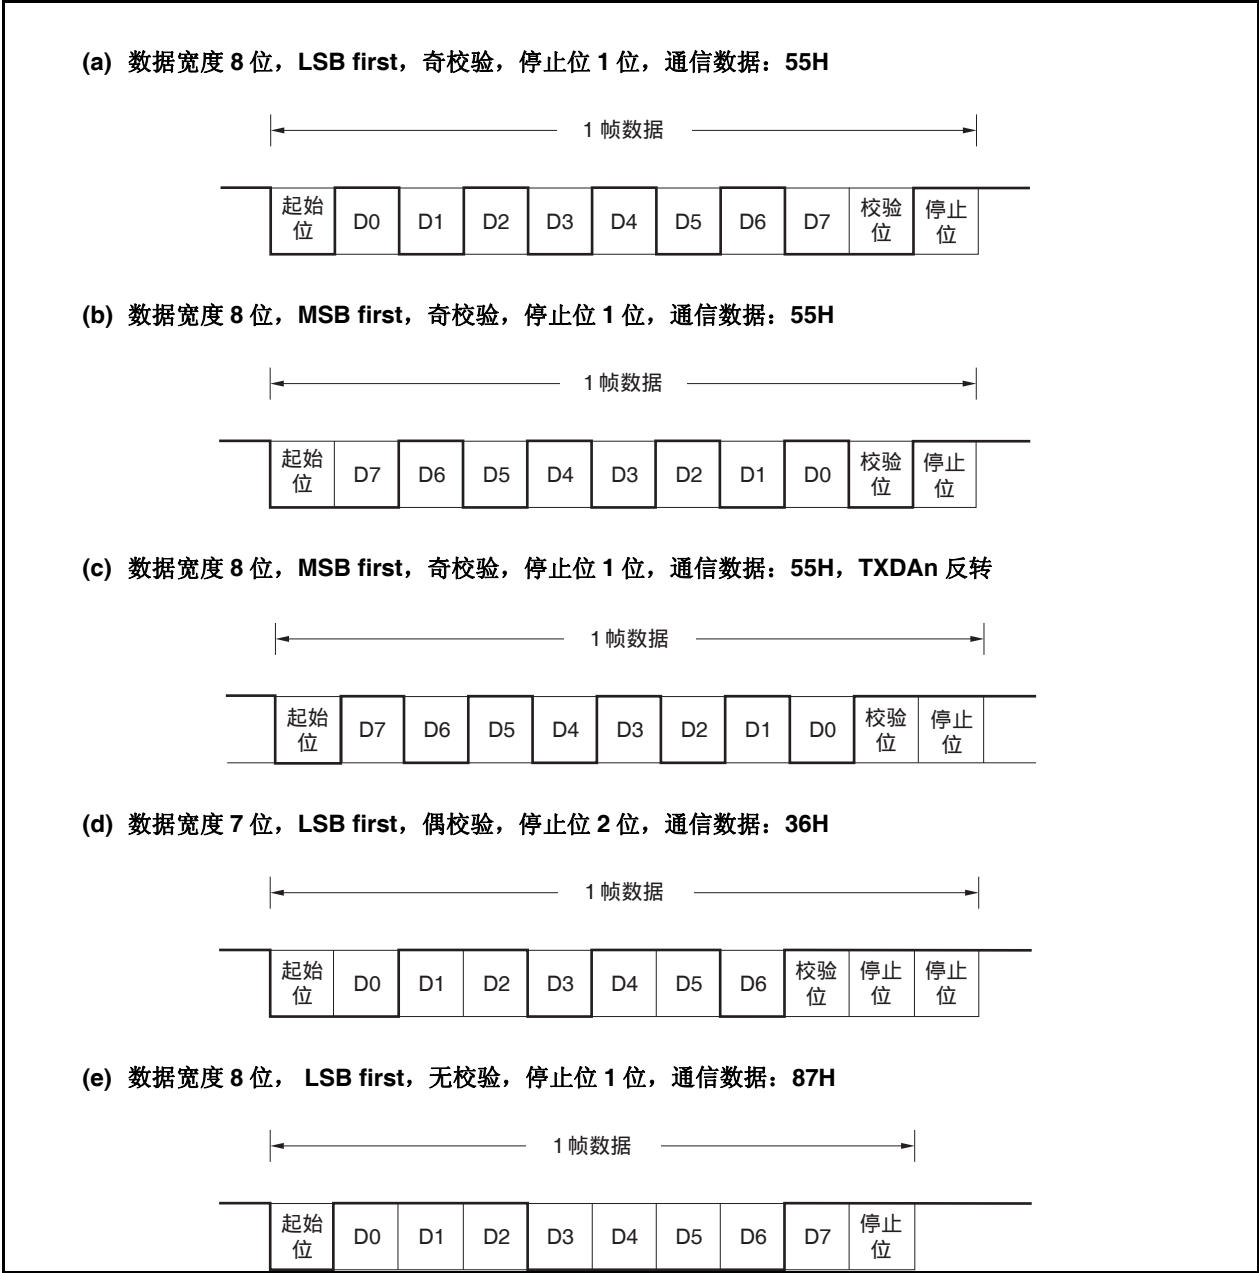 (a) 数据宽度 8 位，LSB first，奇校验，停止位 1 位，通信数据：55H
1 帧数据
起始位 D0 D1 D2 D3 D4 D5 D6 D7 校验位 停止位
(b) 数据宽度 8 位，MSB first，奇校验，停止位 1 位，通信数据：55H
1 帧数据
起始位 D7 D6 D5 D4 D3 D2 D1 D0 校验位 停止位
(c) 数据宽度 8 位，MSB first，奇校验，停止位 1 位，通信数据：55H，TXDAn 反转
1 帧数据
起始位 D7 D6 D5 D4 D3 D2 D1 D0 校验位 停止位
(d) 数据宽度 7 位，LSB first，偶校验，停止位 2 位，通信数据：36H
1 帧数据
起始位 D0 D1 D2 D3 D4 D5 D6 校验位 停止位 停止位
(e) 数据宽度 8 位， LSB first，无校验，停止位 1 位，通信数据：87H
1 帧数据
起始位 D0 D1 D2 D3 D4 D5 D6 D7 停止位